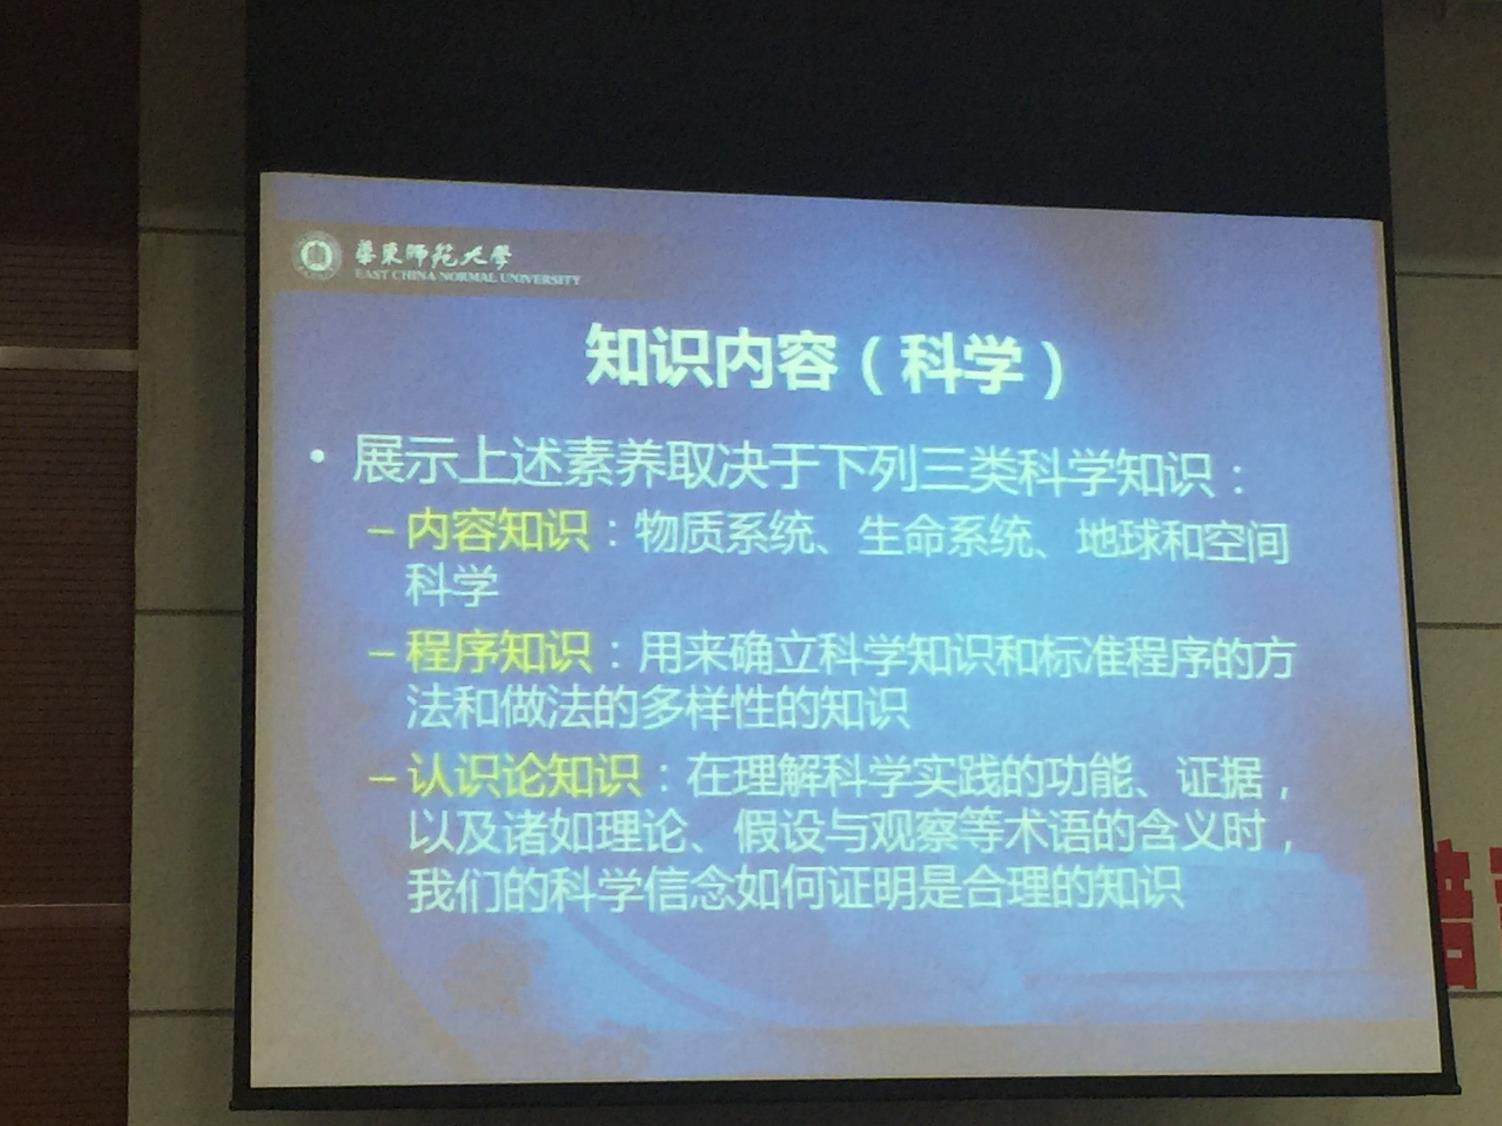 華東師範大學
EAST CHINA NORMAL UNIVERSITY
知识内容（科学）
• 展示上述素养取决于下列三类科学知识：
– 内容知识：物质系统、生命系统、地球和空间
科学
– 程序知识：用来确立科学知识和标准程序的方
法和做法的多样性的知识
– 认识论知识：在理解科学实践的功能、证据，
以及诸如理论、假设与观察等术语的含义时，
我们的科学信念如何证明是合理的知识